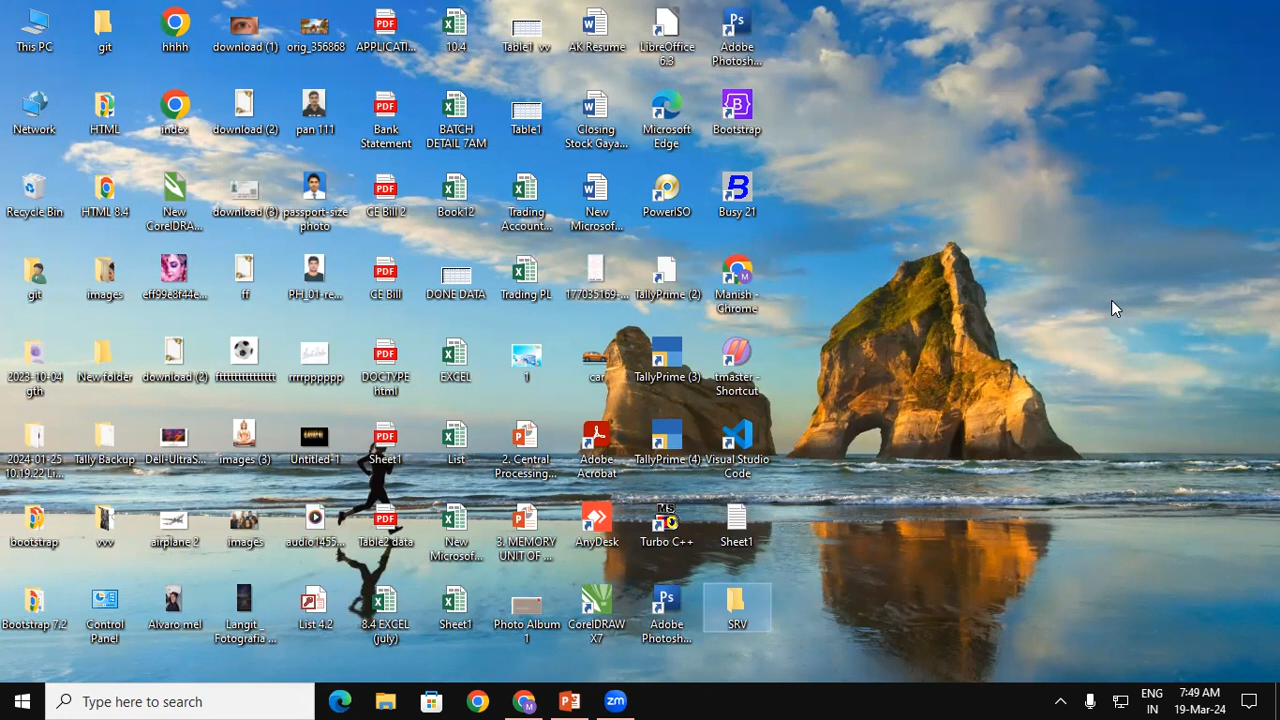 This PC
git
hhhh
download (1)
orig_356868
APPLICATI...
10.4
Table1 vv
AK Resume
LibreOffice
6.3
Adobe
Photosh...
Network
HTML
index
download (2)
pan 111
Bank
Statement
BATCH
DETAIL 7AM
Table1
Closing
Stock Gaya...
Microsoft
Edge
Bootstrap
Recycle Bin
HTML 8.4
New
CorelDRA...
download (3)
passport-size
photo
CE Bill 2
Book12
Trading
Account...
New
Microsof...
PowerISO
Busy 21
git
images
eff99e8f44e...
ff
PH_01-re...
CE Bill
DONE DATA
Trading PL
177035169-...
TallyPrime (2)
Manish -
Chrome
2023-10-04
gth
New folder
download (2)
rrrrpppppp
DOCTYPE
html
EXCEL
1
car
TallyPrime (3)
tmaster -
Shortcut
2024-01-25
10.19.22 Li...
Tally Backup
Dell-UltraS...
images (3)
Untitled-1
Sheet1
List
2. Central
Processing...
Adobe
Acrobat
TallyPrime (4)
Visual Studio
Code
bootstrap
vvv
airplane 2
images
audio1455...
Table2 data
New
Microsof...
3. MEMORY
UNIT OF ...
AnyDesk
Turbo C++
Sheet1
Bootstrap 7.2
Control
Panel
Alvaro mel
Langit_
Fotografia ...
List 4.2
8.4 EXCEL
(july)
Sheet1
Photo Album
1
CorelDRAW
X7
Adobe
Photosh...
SRV
Type here to search
ENG
IN
7:49 AM
19-Mar-24